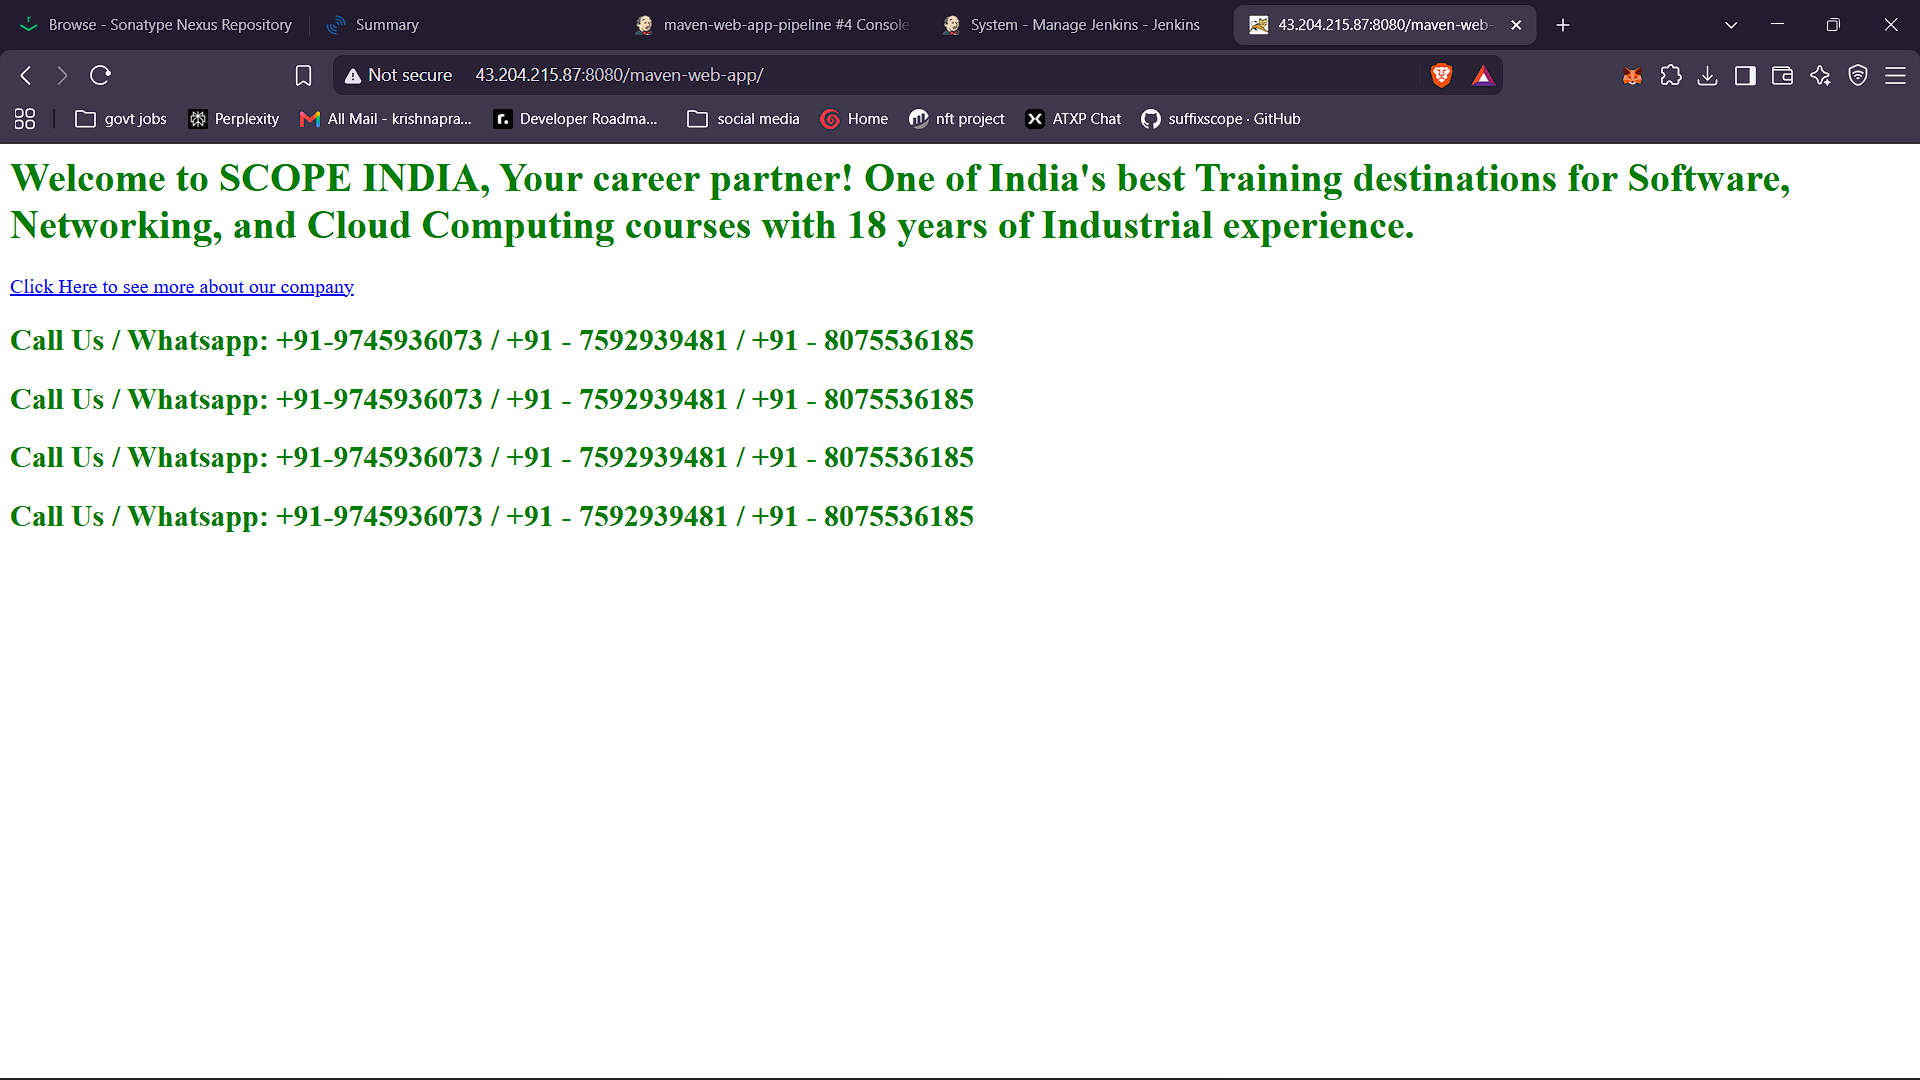 Browse - Sonatype Nexus Repository
Summary
maven-web-app-pipeline #4 Console
System - Manage Jenkins - Jenkins
43.204.215.87:8080/maven-web-
Not secure
43.204.215.87:8080/maven-web-app/
govt jobs
Perplexity
All Mail - krishnapra...
Developer Roadma...
social media
Home
nft project
ATXP Chat
suffixscope · GitHub
Welcome to SCOPE INDIA, Your career partner! One of India's best Training destinations for Software,
Networking, and Cloud Computing courses with 18 years of Industrial experience.
Click Here to see more about our company
Call Us / Whatsapp: +91-9745936073 / +91 - 7592939481 / +91 - 8075536185
Call Us / Whatsapp: +91-9745936073 / +91 - 7592939481 / +91 - 8075536185
Call Us / Whatsapp: +91-9745936073 / +91 - 7592939481 / +91 - 8075536185
Call Us / Whatsapp: +91-9745936073 / +91 - 7592939481 / +91 - 8075536185